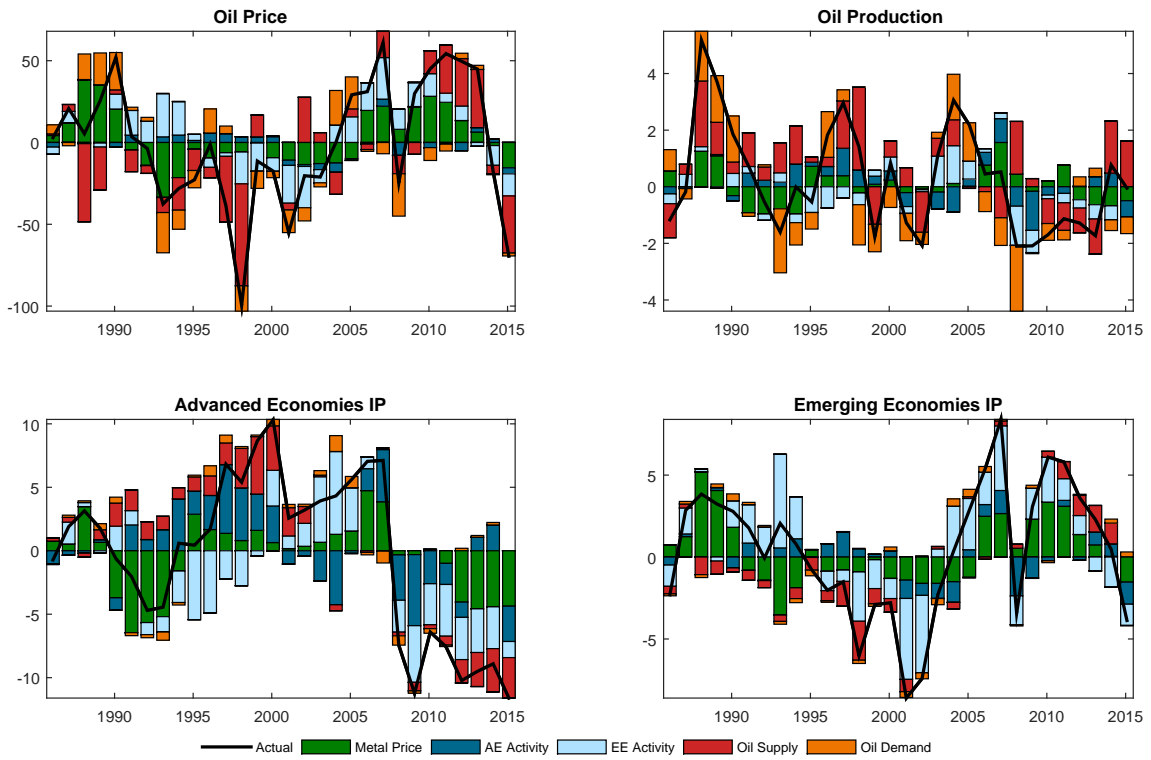 Oil Price
Oil Production
50
0
-50
-100
1990 1995 2000 2005 2010 2015
4
2
0
-2
-4
1990 1995 2000 2005 2010 2015
Advanced Economies IP
Emerging Economies IP
10
5
0
-5
-10
1990 1995 2000 2005 2010 2015
5
0
-5
1990 1995 2000 2005 2010 2015
Actual Metal Price AE Activity EE Activity Oil Supply Oil Demand